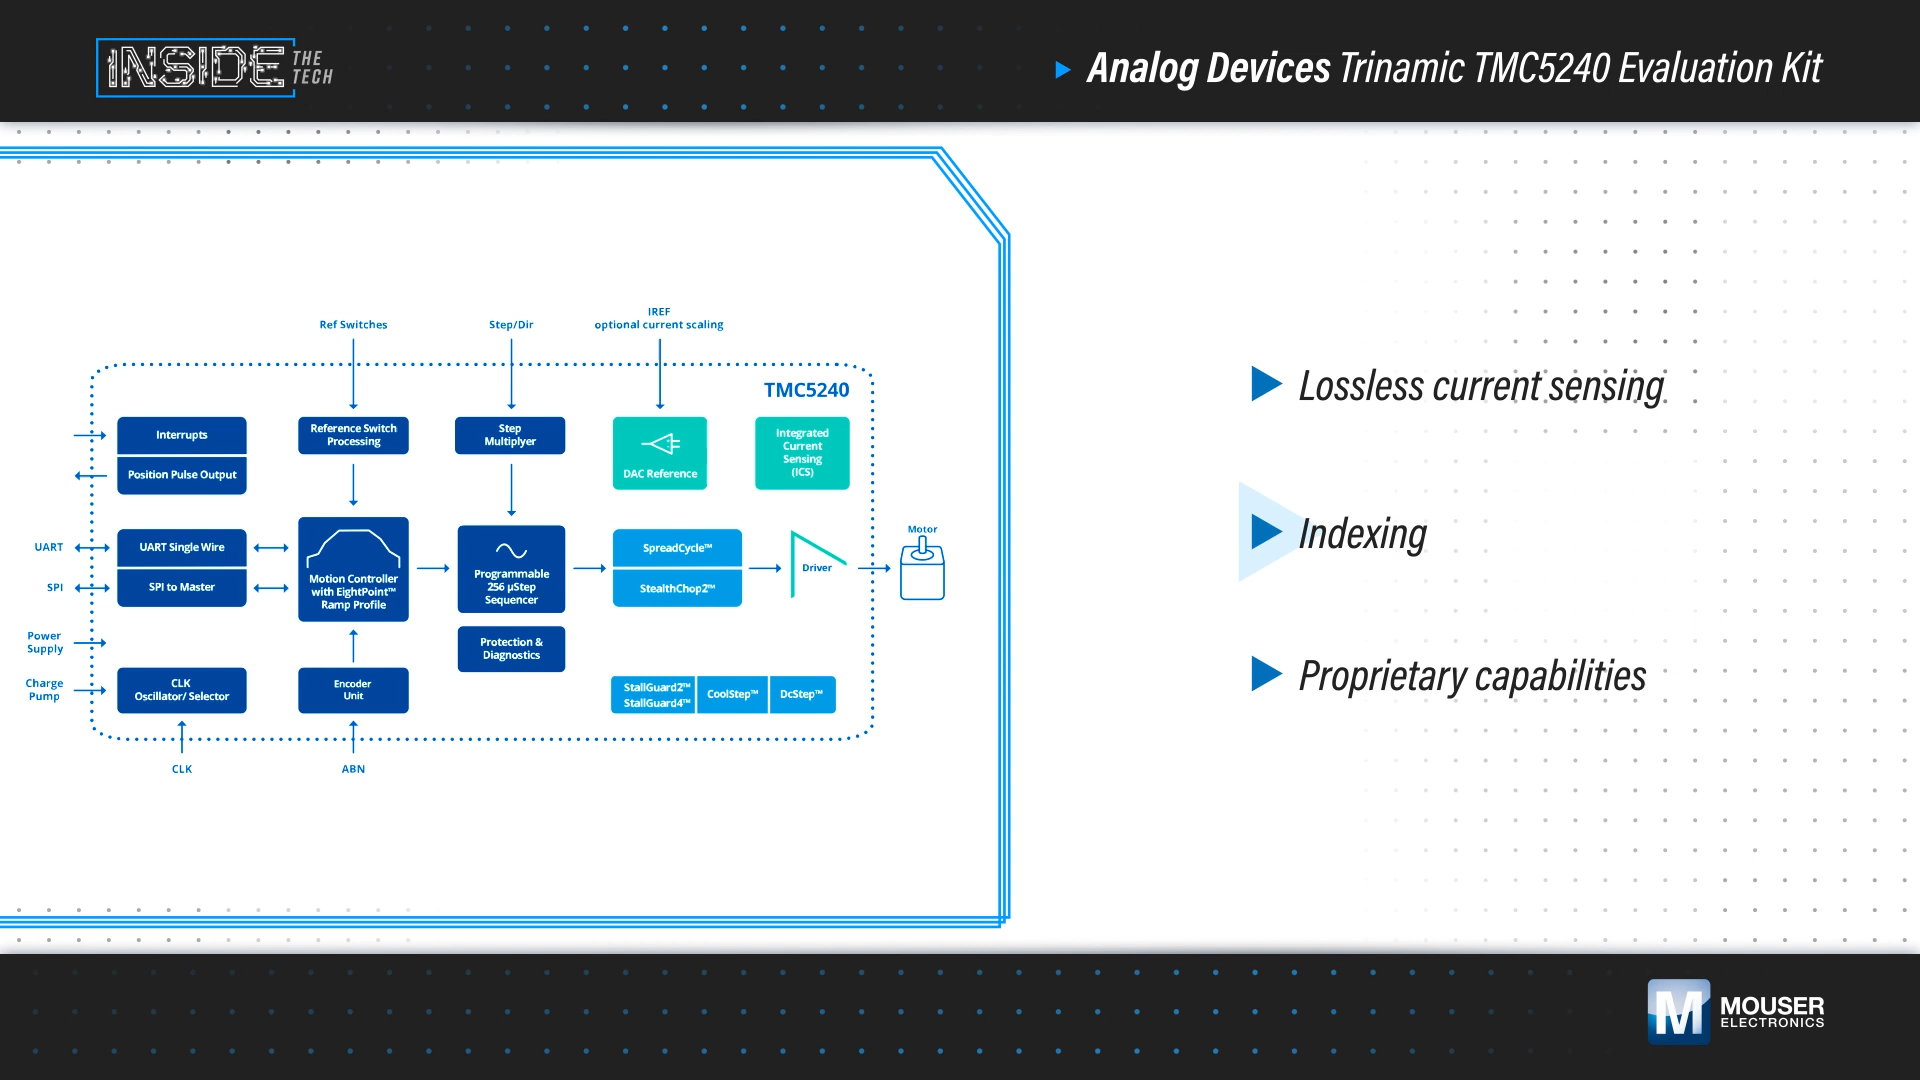 INSIDE THE TECH
Analog Devices Trinamic TMC5240 Evaluation Kit
Ref Switches
Step/Dir
IREF
optional current scaling
TMC5240
Interrupts
Position Pulse Output
Reference Switch
Processing
Step
Multiplyer
DAC Reference
Integrated
Current
Sensing
(ICS)
UART
UART Single Wire
SPI
SPI to Master
Motion Controller
with EightPoint™
Ramp Profile
Programmable
256 µStep
Sequencer
SpreadCycle™
StealthChop2™
Driver
Motor
Protection &
Diagnostics
Power
Supply
Charge
Pump
CLK
Oscillator/ Selector
Encoder
Unit
StallGuard2™
StallGuard4™
CoolStep™
DcStep™
CLK
ABN
Lossless current sensing
Indexing
Proprietary capabilities
M MOUSER
ELECTRONICS